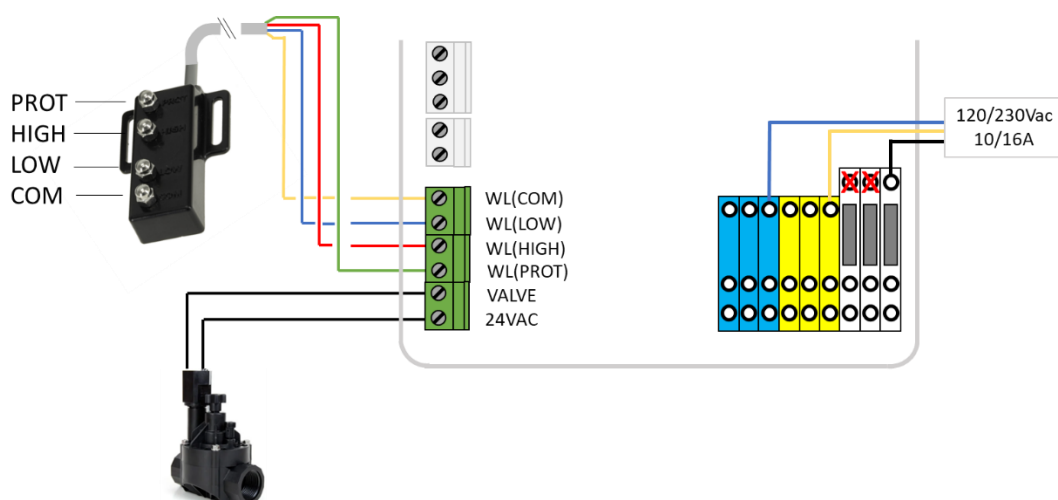 PROT
HIGH
LOW
COM
WL(COM)
WL(LOW)
WL(HIGH)
WL(PROT)
VALVE
24VAC
120/230Vac
10/16A